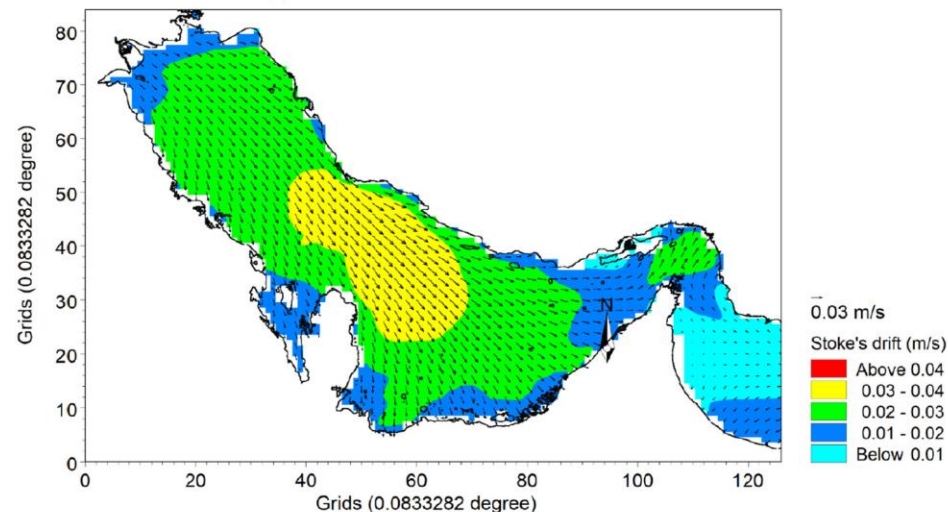 80
70
60
50
40
30
20
10
0
Grids (0.0833282 degree)
0 20 40 60 80 100 120
Grids (0.0833282 degree)
N
0.03 m/s
Stoke's drift (m/s)
Above 0.04
0.03 - 0.04
0.02 - 0.03
0.01 - 0.02
Below 0.01